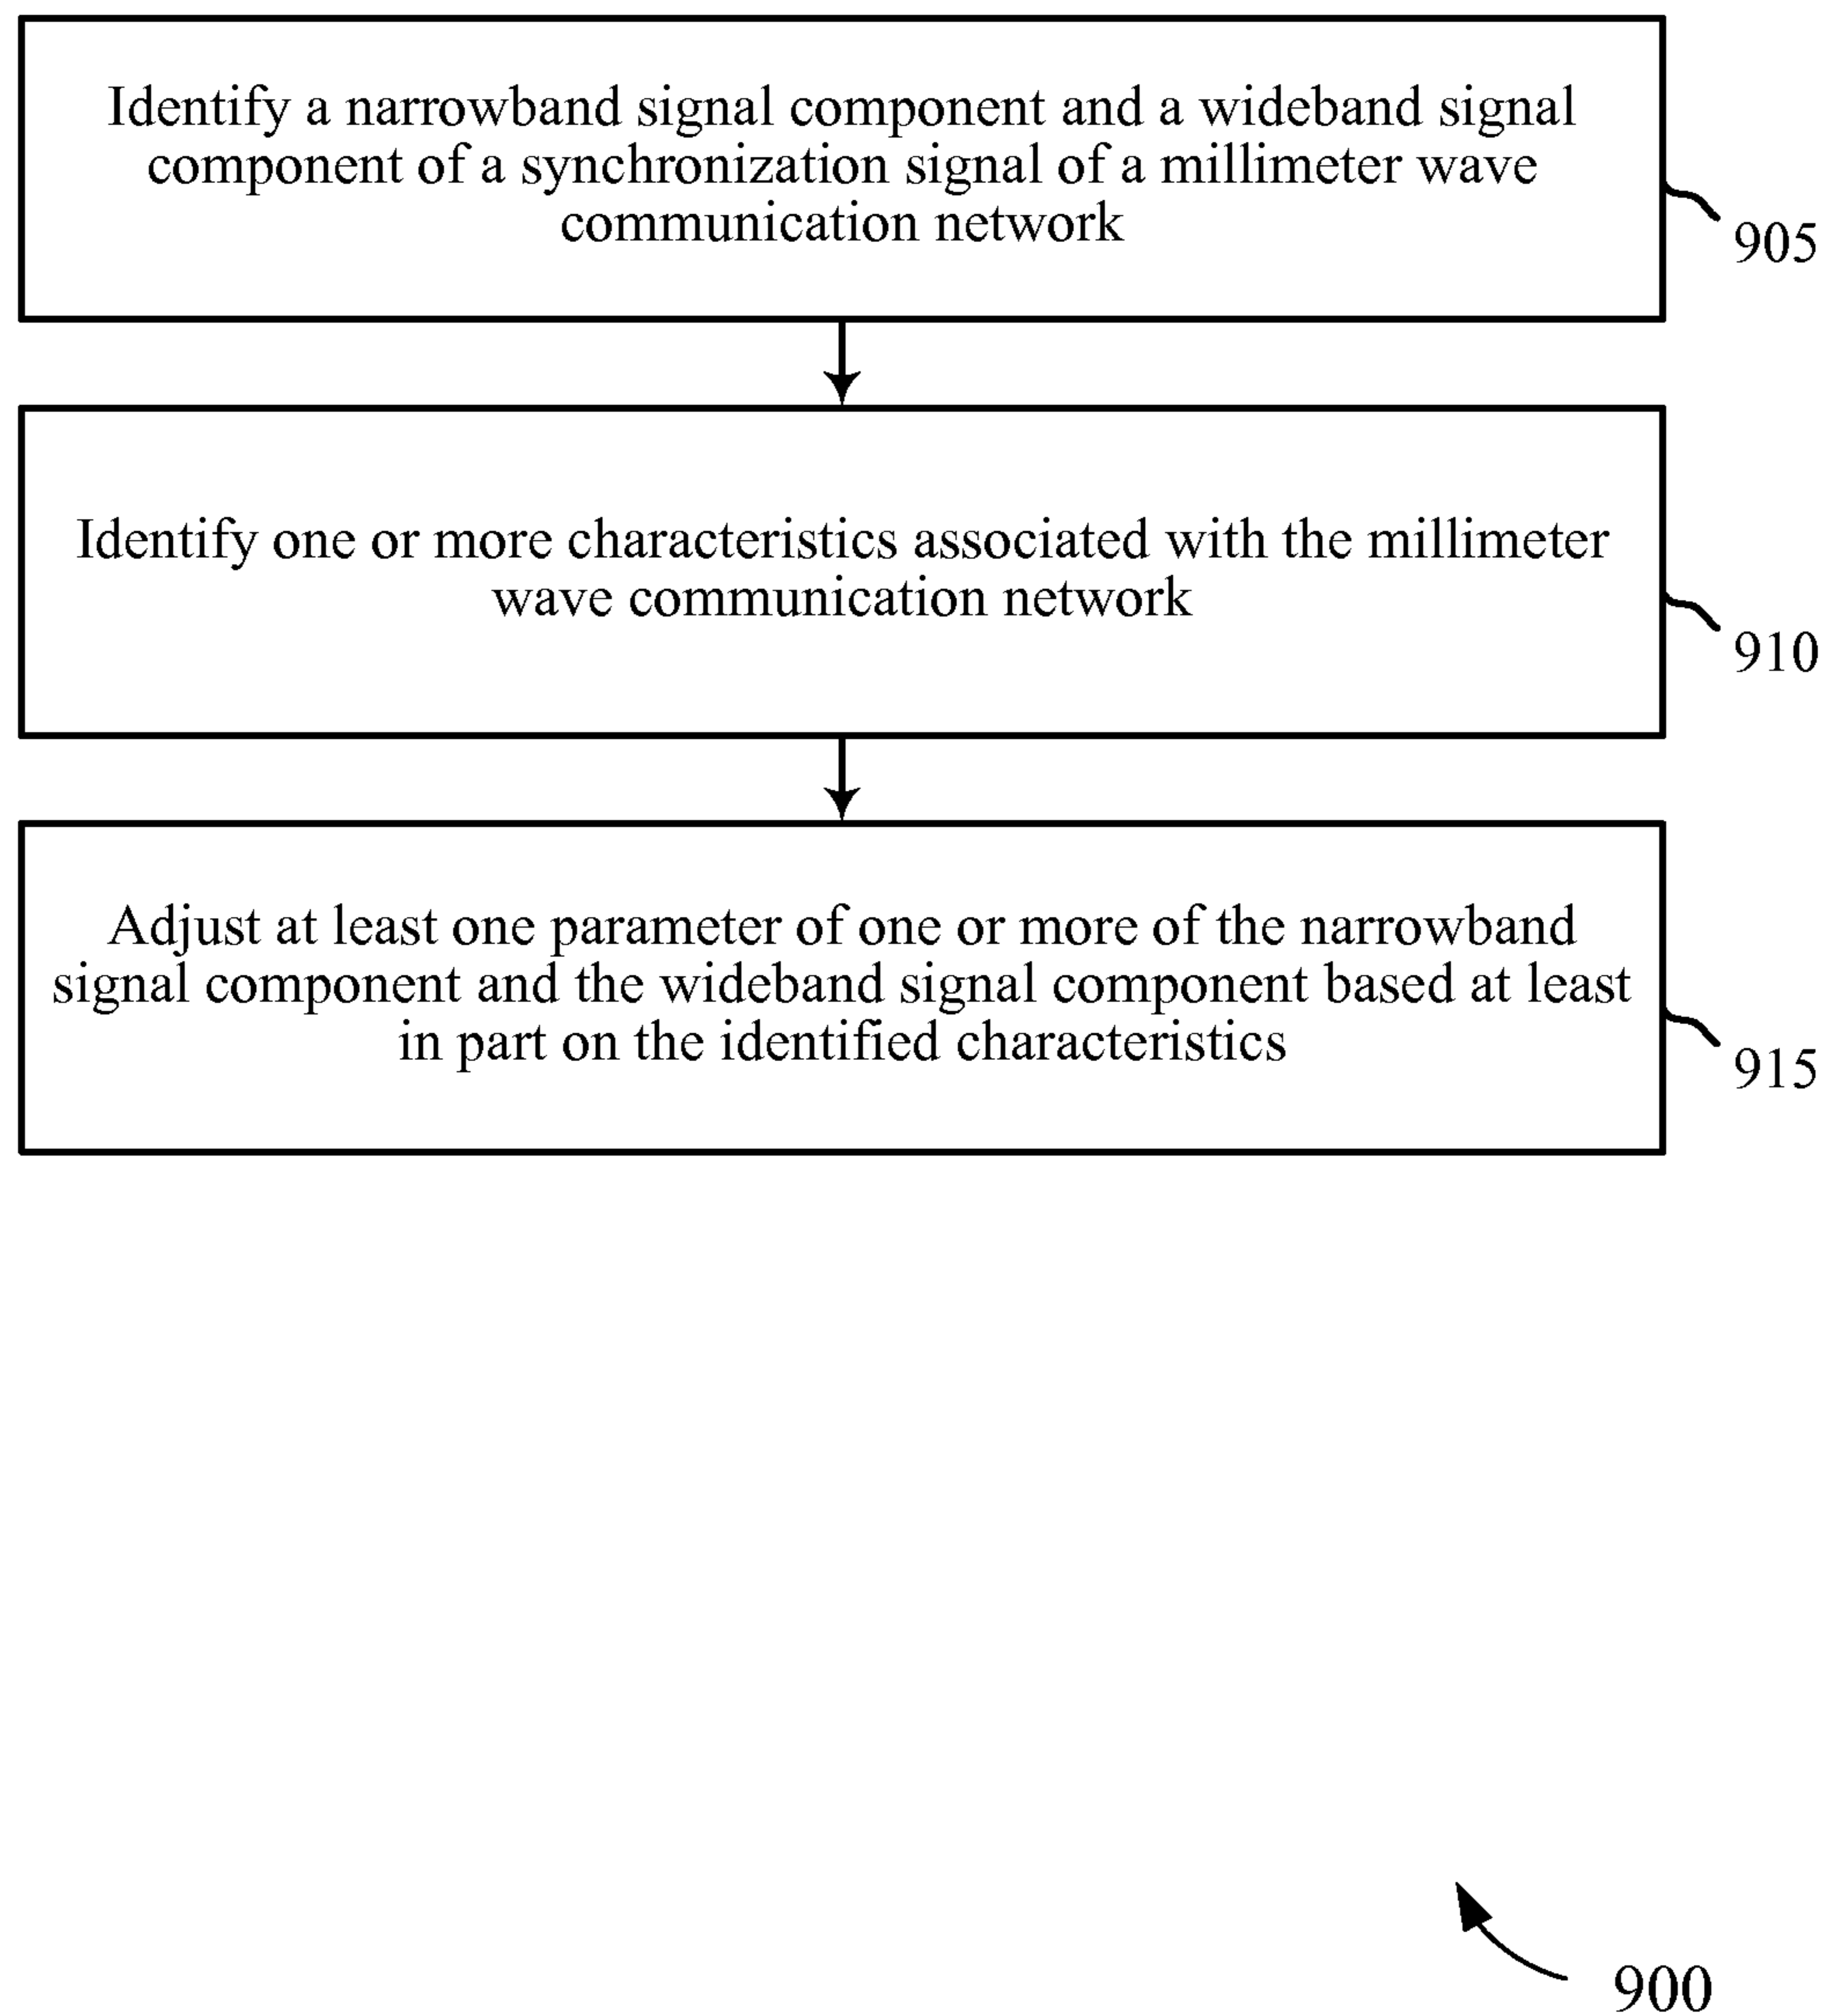 Identify a narrowband signal component and a wideband signal
component of a synchronization signal of a millimeter wave
communication network
905
Identify one or more characteristics associated with the millimeter
wave communication network
910
Adjust at least one parameter of one or more of the narrowband
signal component and the wideband signal component based at least
in part on the identified characteristics
915
900